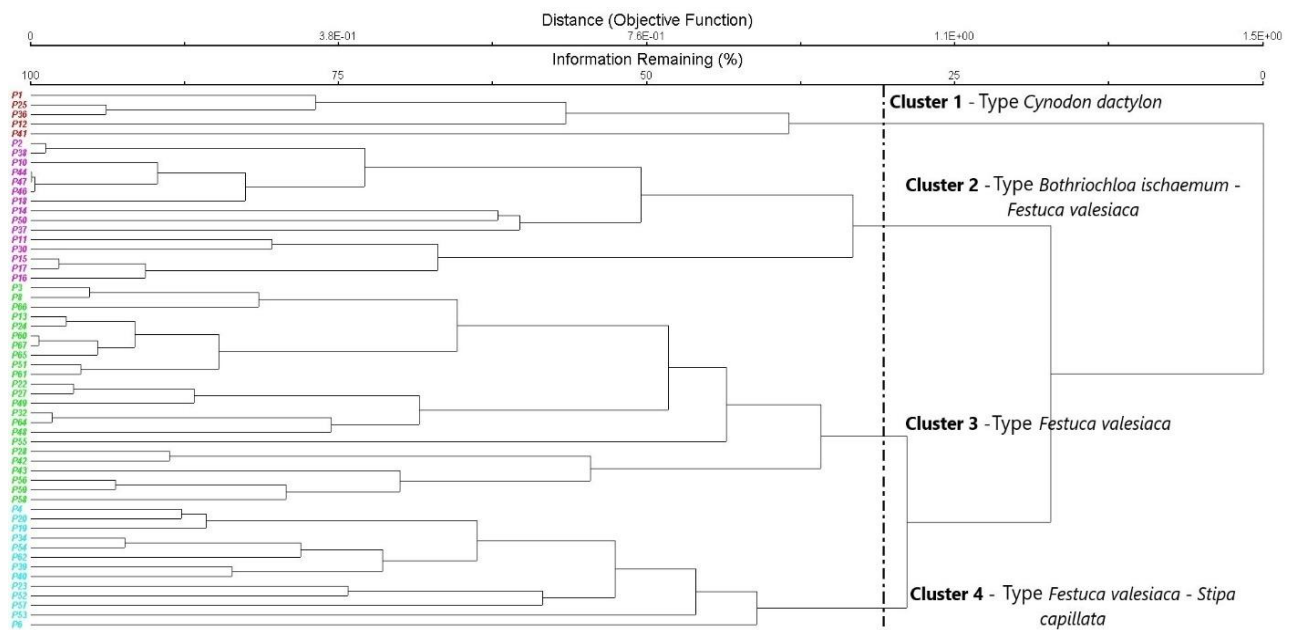 Distance (Objective Function)
0 3.8E-01 7.6E-01 1.1E+00 1.5E+00
Information Remaining (%)
100 75 50 25 0
P1
P25
P36
P12
P41
P2
P38
P10
P44
P47
P46
P18
P14
P50
P37
P11
P30
P15
P17
P16
P3
P8
P66
P13
P24
P60
P67
P65
P51
P61
P22
P27
P49
P32
P64
P48
P55
P28
P42
P43
P56
P59
P58
P4
P20
P19
P34
P54
P62
P39
P40
P23
P52
P57
P53
P6
Cluster 1 - Type Cynodon dactylon
Cluster 2 - Type Bothriochloa ischaemum -
Festuca valesiaca
Cluster 3 -Type Festuca valesiaca
Cluster 4 - Type Festuca valesiaca - Stipa
capillata